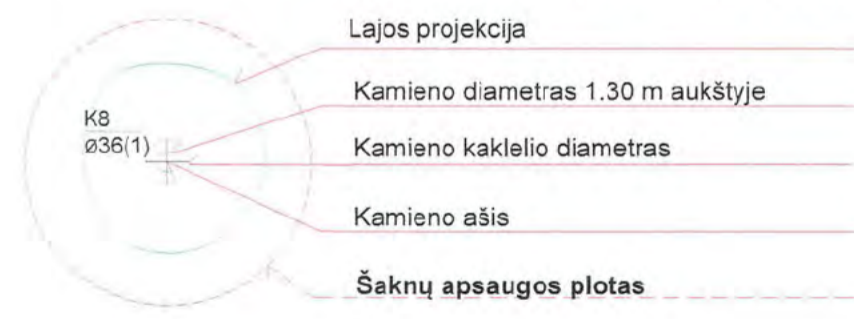 Lajos projekcija
Kamieno diametras 1.30 m aukštyje
K8
ø36(1)
Kamieno kaklelio diametras
Kamieno ašis
Šaknų apsaugos plotas